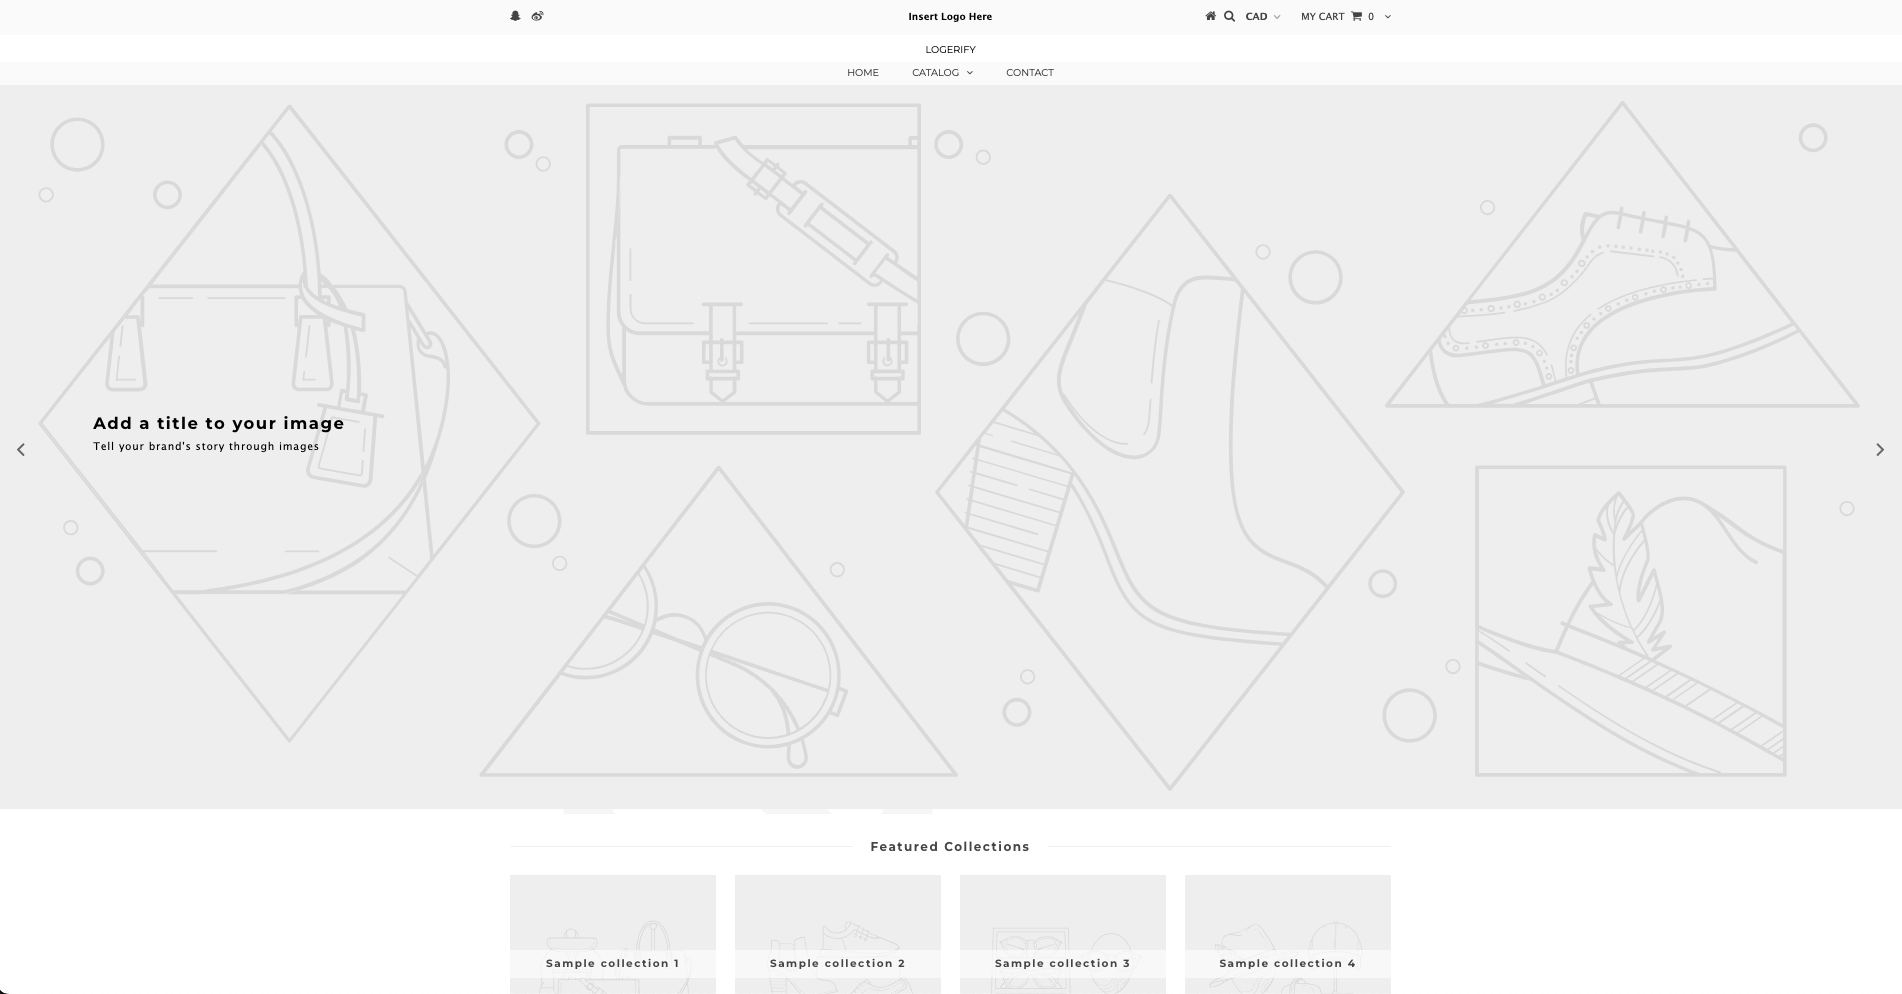 Insert Logo Here
CAD
MY CART 0
LOGERIFY
HOME CATALOG CONTACT
Add a title to your image
Tell your brand's story through images
Featured Collections
Sample collection 1
Sample collection 2
Sample collection 3
Sample collection 4